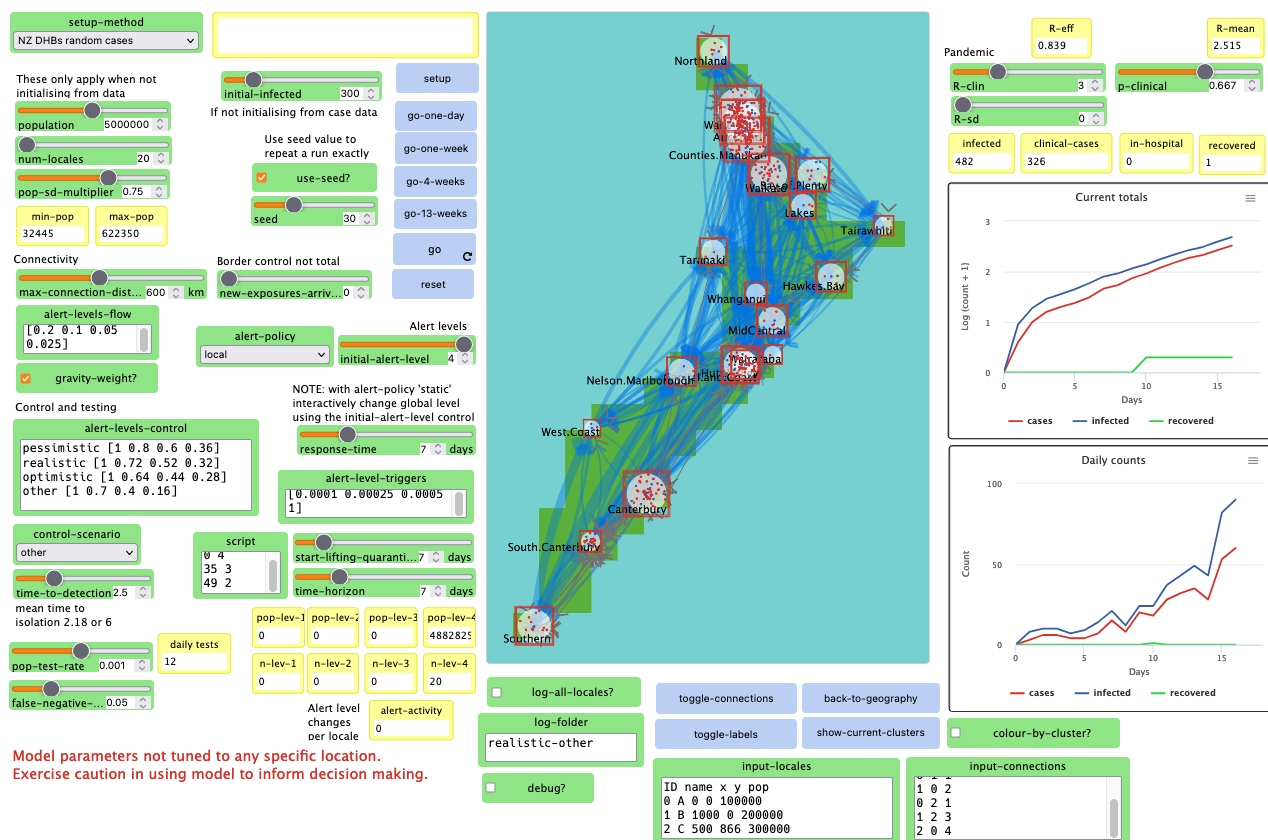 setup-method
NZ DHBs random cases
These only apply when not
initialising from data
population
5000000
num-locales
20
pop-sd-multiplier
0.75
min-pop
32445
max-pop
622350
Connectivity
max-connection-dist...
600
km
alert-levels-flow
[0.2 0.1 0.05
0.025]
gravity-weight?
Control and testing
alert-levels-control
pessimistic [1 0.8 0.6 0.36]
realistic [1 0.72 0.52 0.32]
optimistic [1 0.64 0.44 0.28]
other [1 0.7 0.4 0.16]
control-scenario
other
time-to-detection
2.5
mean time to
isolation 2.18 or 6
pop-test-rate
0.001
false-negative-...
0.05
daily tests
12
Model parameters not tuned to any specific location.
Exercise caution in using model to inform decision making.
initial-infected
300
If not initialising from case data
Use seed value to
repeat a run exactly
use-seed?
seed
30
Border control not total
new-exposures-arriv...
0
setup
go-one-day
go-one-week
go-4-weeks
go-13-weeks
go
reset
alert-policy
local
Alert levels
initial-alert-level
4
NOTE: with alert-policy 'static'
interactively change global level
using the initial-alert-level control
response-time
7
days
alert-level-triggers
[0.0001 0.00025 0.0005
1]
script
0 4
35 3
49 2
start-lifting-quaranti...
7
days
time-horizon
7
days
pop-lev-1
0
pop-lev-2
0
pop-lev-3
0
pop-lev-4
4882825
n-lev-1
0
n-lev-2
0
n-lev-3
0
n-lev-4
20
Alert level
changes
per locale
alert-activity
0
Northland
Counties.Manukau
Waikato
Bay.of.Plenty
Lakes
Tairawhiti
Taranaki
Hawkes.Bay
Whanganui
MidCentral
Wairarapa
Nelson.Marlborough
West.Coast
Canterbury
South.Canterbury
Southern
log-all-locales?
log-folder
realistic-other
debug?
toggle-connections
back-to-geography
toggle-labels
show-current-clusters
input-locales
ID name x y pop
0 A 0 0 100000
1 B 1000 0 200000
2 C 500 866 300000
colour-by-cluster?
input-connections
1 0 2
0 2 1
1 2 3
2 0 4
Pandemic
R-eff
0.839
R-mean
2.515
R-clin
3
p-clinical
0.667
R-sd
0
infected
482
clinical-cases
326
in-hospital
0
recovered
1
Current totals
Log (count + 1)
3
2
1
0
0
5
10
15
Days
cases
infected
recovered
Daily counts
Count
100
50
0
0
5
10
15
Days
cases
infected
recovered